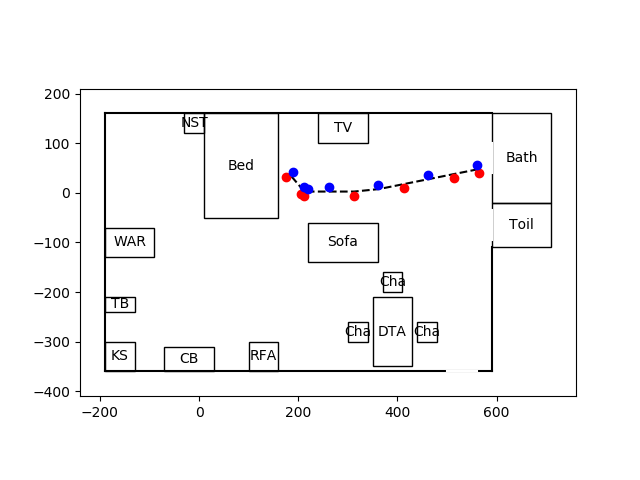 200
100
0
−100
−200
−300
−400
−200
0
200
400
600
NST
TV
Bed
Bath
Toil
WAR
Sofa
Cha
TB
Cha
DTA
Cha
KS
CB
RFA